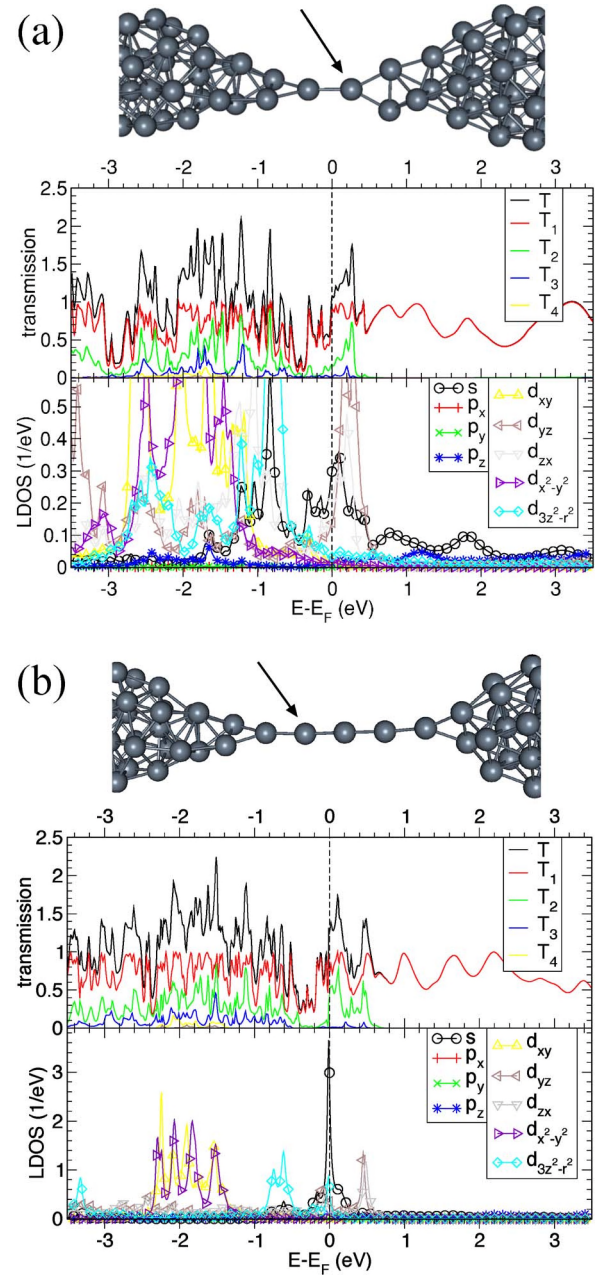 (a)
-3 -2 -1 0 1 2 3
2.5
2
1.5
1
0.5
0
transmission
T
T1
T2
T3
T4
0.5
0.4
0.3
0.2
0.1
0
LDOS (1/eV)
s
px
py
pz
dxy
dyz
dzx
dx²-y²
d3z²-r²
-3 -2 -1 0 1 2 3
E-EF (eV)
(b)
-3 -2 -1 0 1 2 3
2.5
2
1.5
1
0.5
0
transmission
T
T1
T2
T3
T4
3
2
1
0
LDOS (1/eV)
s
px
py
pz
dxy
dyz
dzx
dx²-y²
d3z²-r²
-3 -2 -1 0 1 2 3
E-EF (eV)